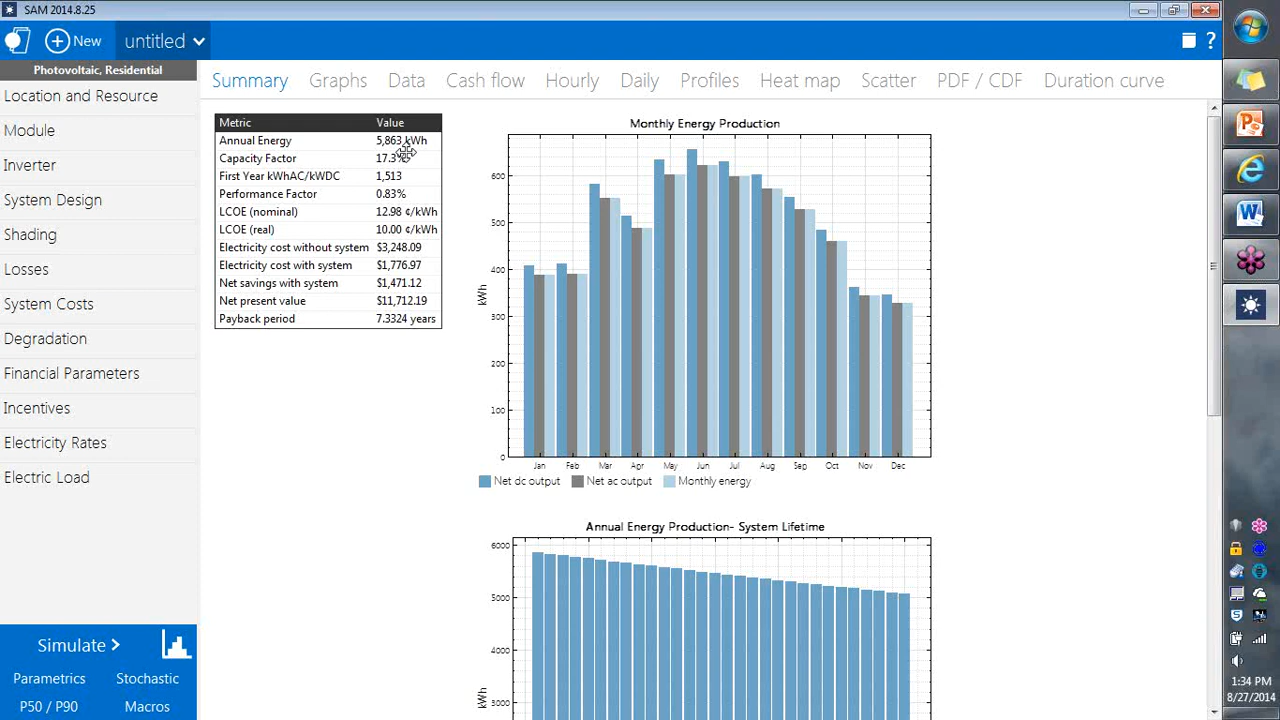 SAM 2014.8.25
New
untitled
?
Photovoltaic, Residential
Location and Resource
Module
Inverter
System Design
Shading
Losses
System Costs
Degradation
Financial Parameters
Incentives
Electricity Rates
Electric Load
Simulate >
Parametrics Stochastic
P50 / P90 Macros
Summary Graphs Data Cash flow Hourly Daily Profiles Heat map Scatter PDF / CDF Duration curve
Metric Value
Annual Energy 5,863 kWh
Capacity Factor
First Year kWhAC/kWDC 1,513
Performance Factor 0.83%
LCOE (nominal) 12.98 ¢/kWh
LCOE (real) 10.00 ¢/kWh
Electricity cost without system $3,248.09
Electricity cost with system $1,776.97
Net savings with system $1,471.12
Net present value $11,712.19
Payback period 7.3324 years
Monthly Energy Production
kWh
600
500
400
300
200
100
0
Jan Feb Mar Apr May Jun Jul Aug Sep Oct Nov Dec
Net dc output Net ac output Monthly energy
Annual Energy Production- System Lifetime
kWh
6000
5000
4000
3000
1:34 PM
8/27/2014